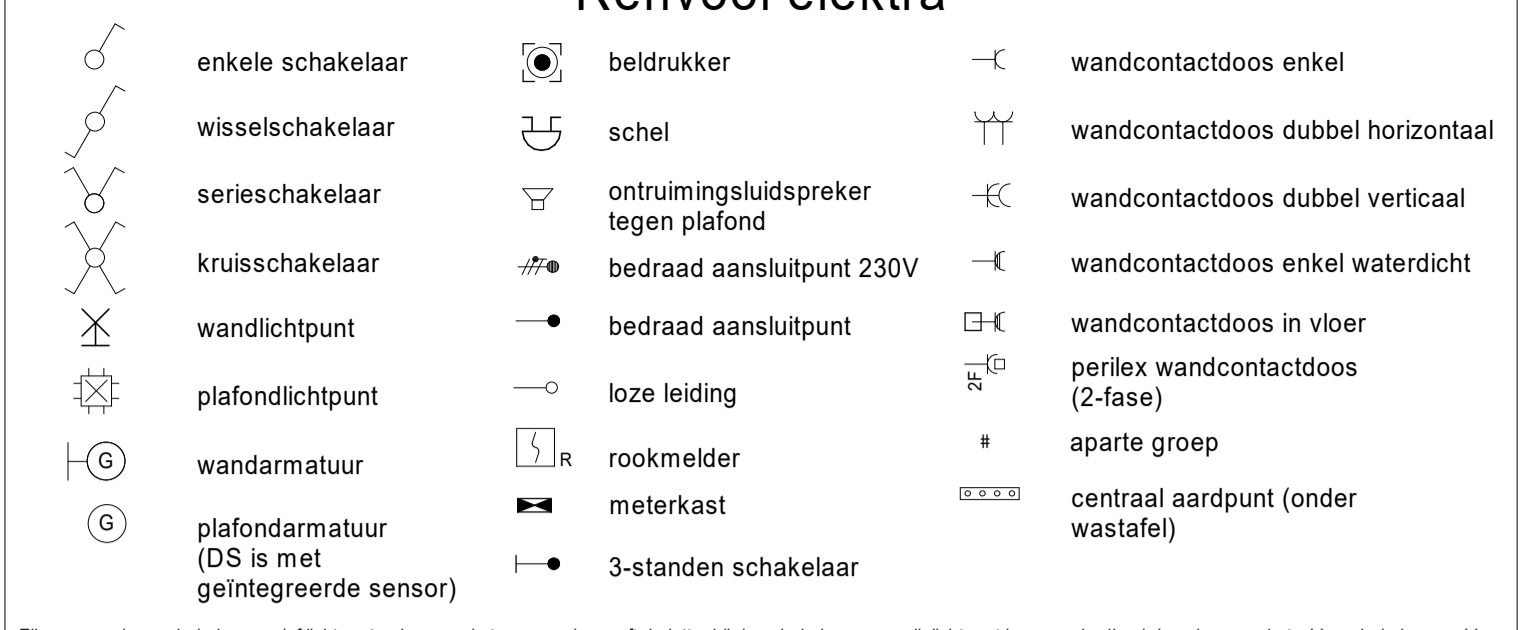 Renvooi elektra
enkele schakelaar
wisselschakelaar
serieschakelaar
kruisschakelaar
wandlichtpunt
plafondlichtpunt
G
wandarmatuur
G
plafondarmatuur
(DS is met
geïntegreerde sensor)
beldrukker
schel
ontruimingsluidspreker
tegen plafond
bedraad aansluitpunt 230V
bedraad aansluitpunt
loze leiding
R
rookmelder
meterkast
3-standen schakelaar
wandcontactdoos enkel
wandcontactdoos dubbel horizontaal
wandcontactdoos dubbel verticaal
wandcontactdoos enkel waterdicht
wandcontactdoos in vloer
2F
perilex wandcontactdoos
(2-fase)
#
aparte groep
centraal aardpunt (onder
wastafel)